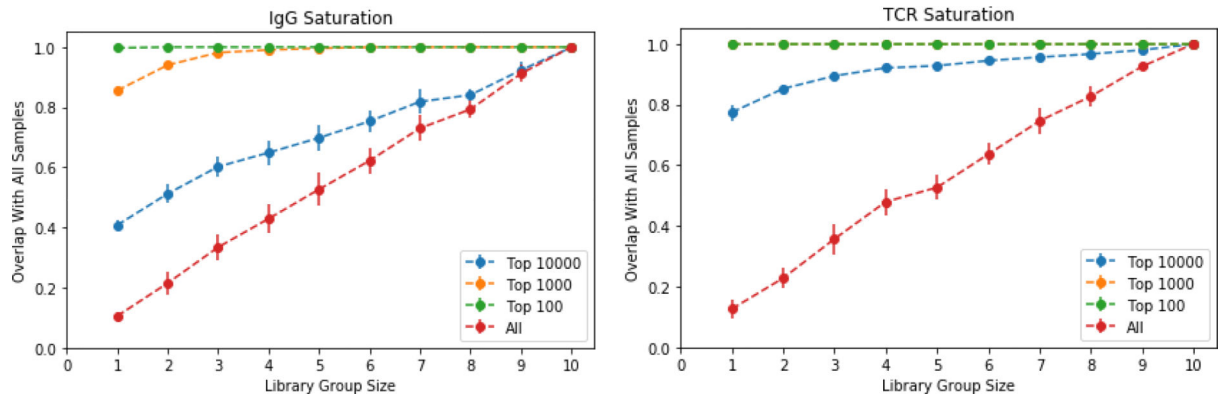 IgG Saturation
Overlap With All Samples
1.0
0.8
0.6
0.4
0.2
0.0
Top 10000
Top 1000
Top 100
All
0 1 2 3 4 5 6 7 8 9 10
Library Group Size
TCR Saturation
Overlap With All Samples
1.0
0.8
0.6
0.4
0.2
0.0
Top 10000
Top 1000
Top 100
All
0 1 2 3 4 5 6 7 8 9 10
Library Group Size